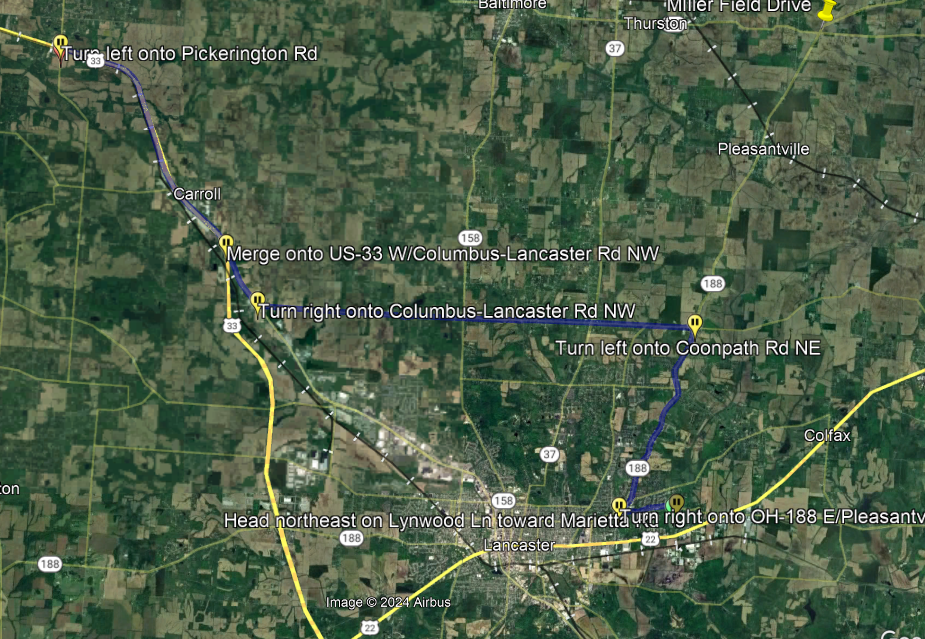 Baltimore
Miller Field Drive
Thurston
37
Turn left onto Pickerington Rd
33
Pleasantville
Carroll
158
Merge onto US-33 W/Columbus-Lancaster Rd NW
188
Turn right onto Columbus-Lancaster Rd NW
33
Turn left onto Coonpath Rd NE
Colfax
37
188
ton
158
Head northeast on Lynwood Ln toward Marietta
Turn right onto OH-188 E/Pleasantv
188
22
Lancaster
188
Image © 2024 Airbus
22